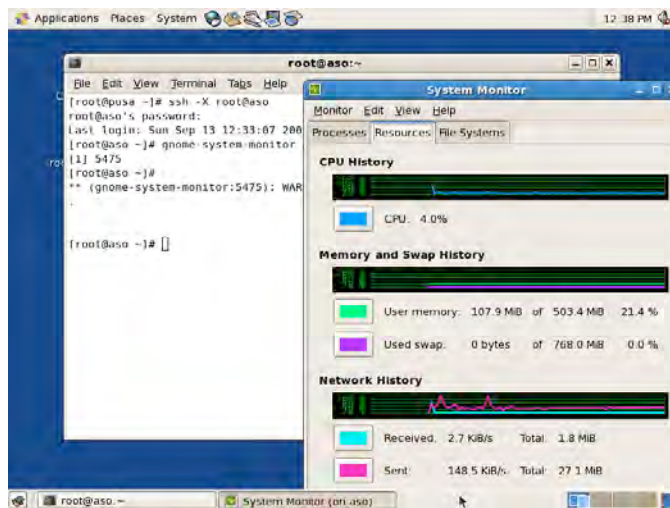 Applications Places System
12:38 PM
root@aso:~
File Edit View Terminal Tabs Help
[root@pusa ~]# ssh -X root@aso
root@aso's password:
Last login: Sun Sep 13 12:33:07 200
[root@aso ~]# gnome-system-monitor
[1] 5475
[root@aso ~]#
** (gnome-system-monitor:5475): WAR
.
[root@aso ~]#
System Monitor
Monitor Edit View Help
Processes Resources File Systems
CPU History
CPU: 4.0%
Memory and Swap History
User memory: 107.9 MiB of 503.4 MiB 21.4 %
Used swap: 0 bytes of 768.0 MiB 0.0 %
Network History
Received: 2.7 KiB/s Total: 1.8 MiB
Sent: 148.5 KiB/s Total: 27.1 MiB
root@aso:~
System Monitor (on aso)